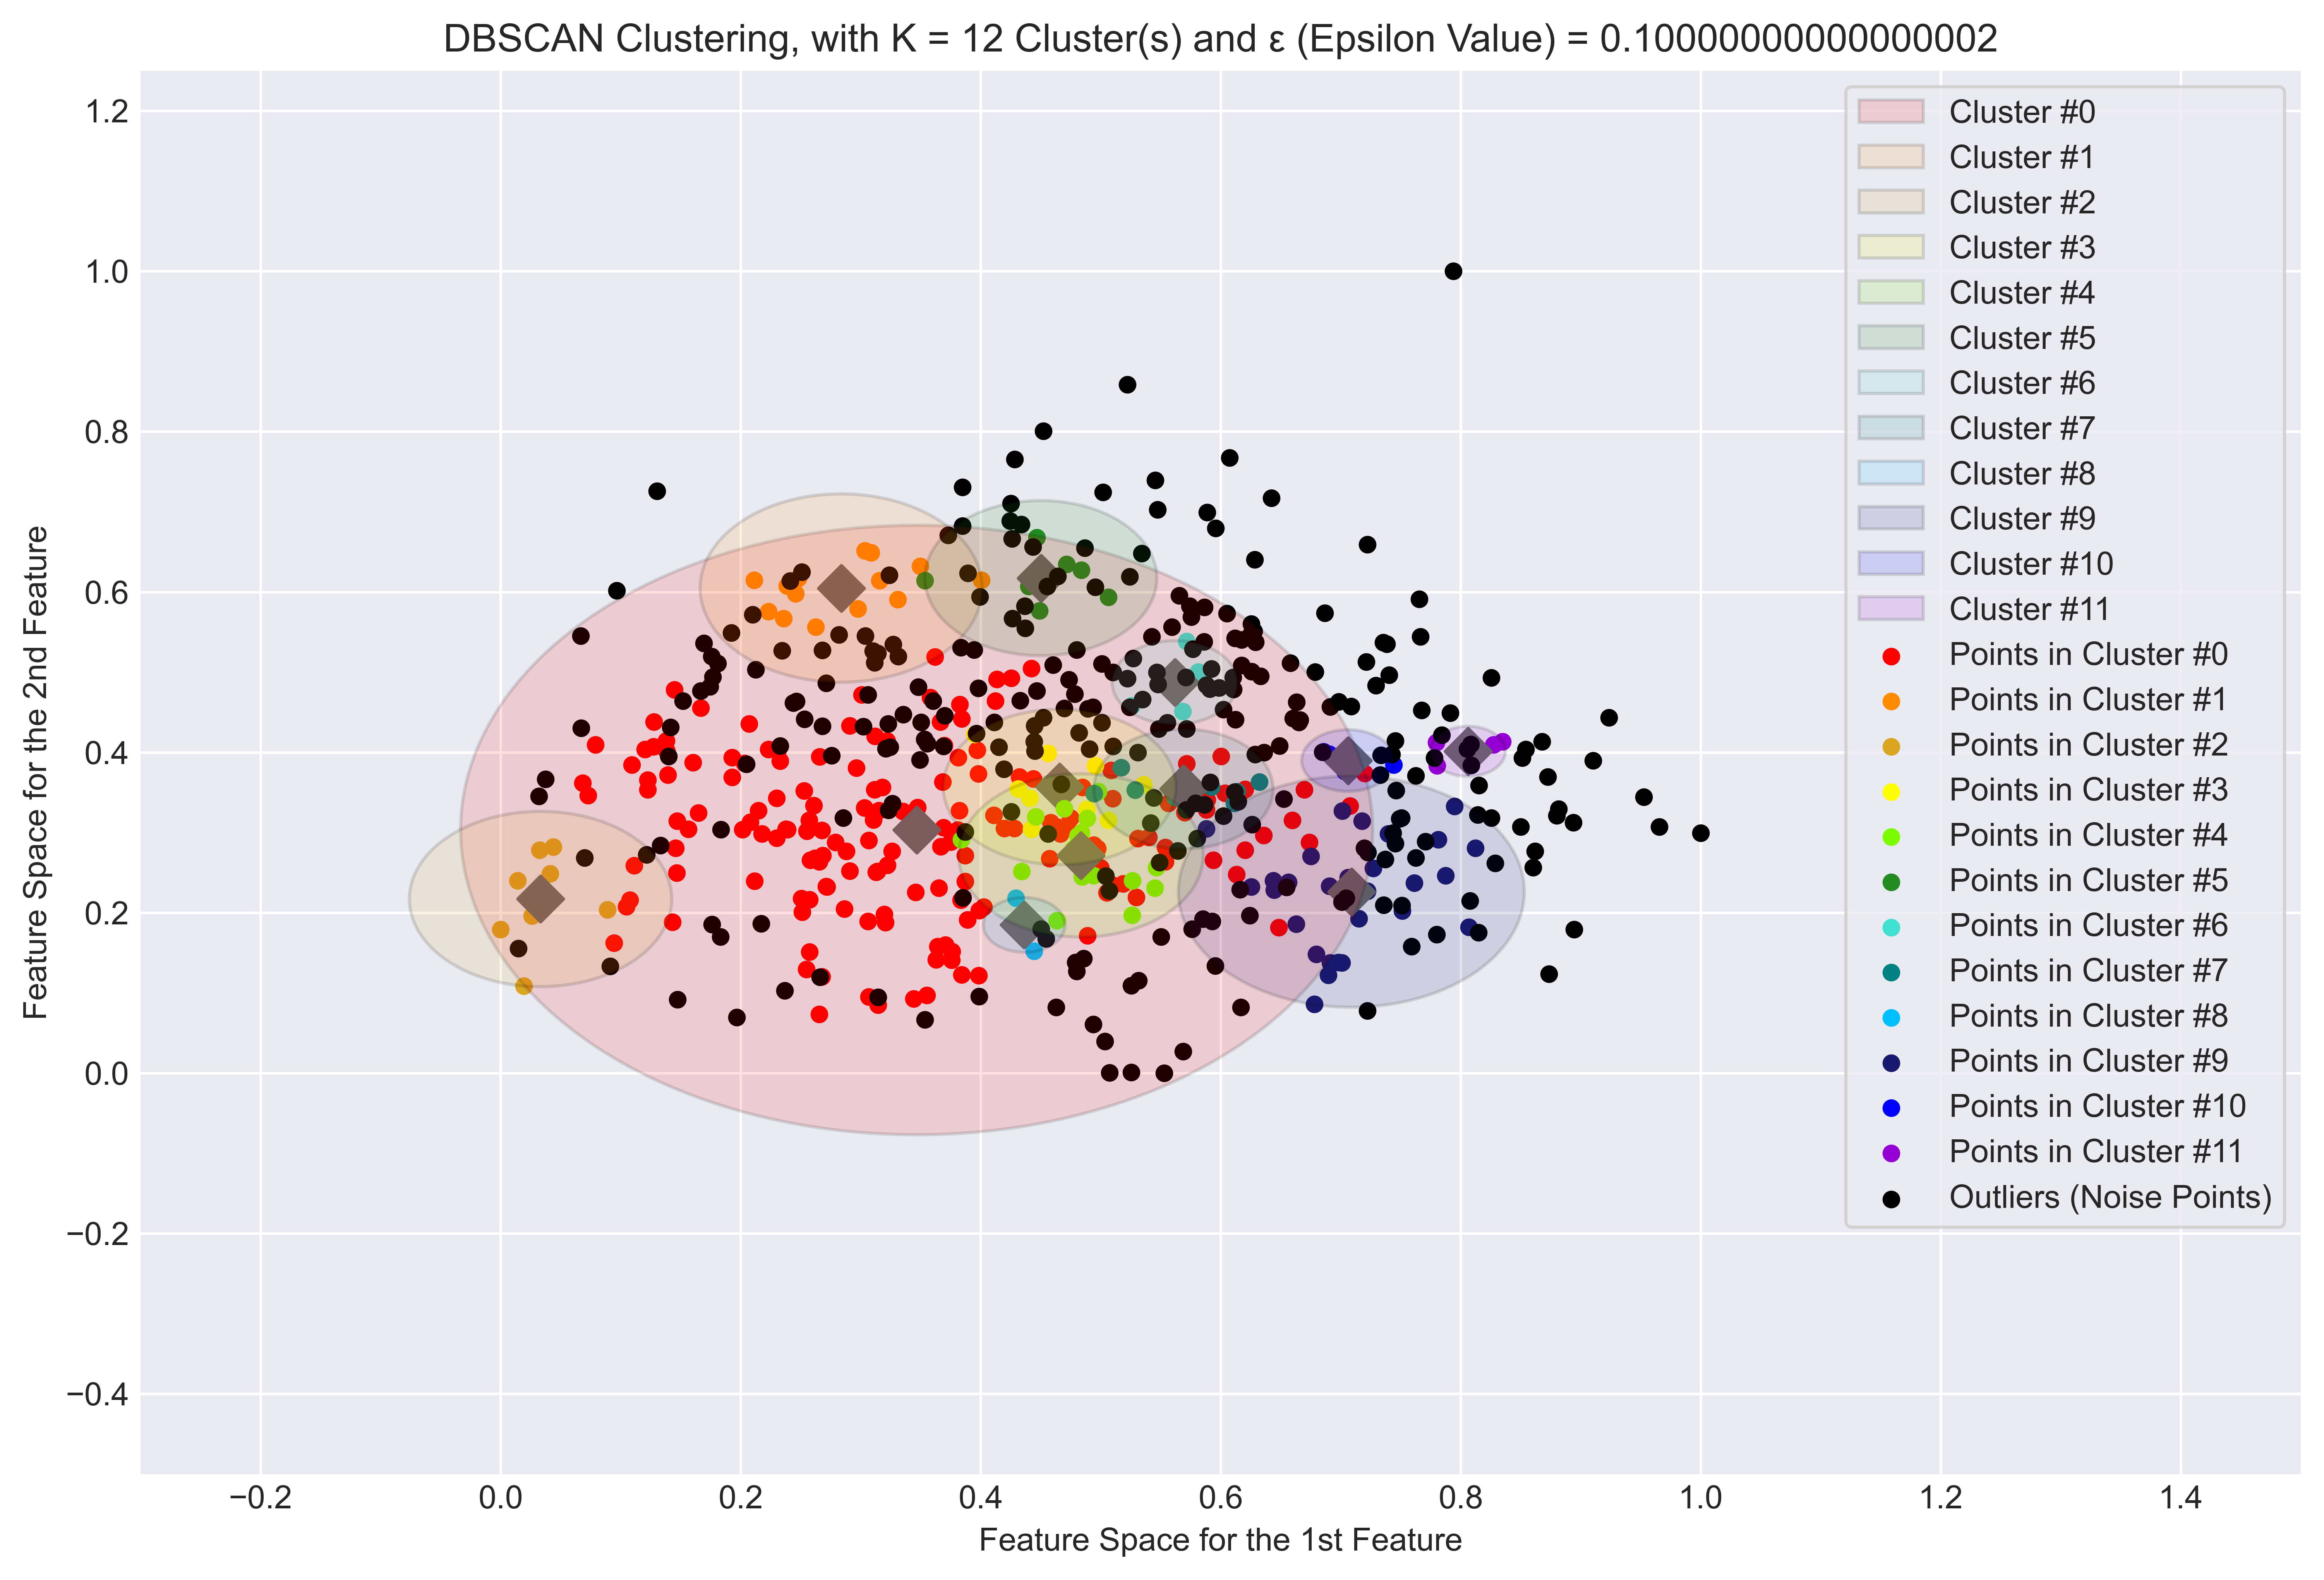 DBSCAN Clustering, with K = 12 Cluster(s) and ε (Epsilon Value) = 0.10000000000000002
1.2
1.0
0.8
0.6
0.4
0.2
0.0
−0.2
−0.4
Feature Space for the 2nd Feature
Cluster #0
Cluster #1
Cluster #2
Cluster #3
Cluster #4
Cluster #5
Cluster #6
Cluster #7
Cluster #8
Cluster #9
Cluster #10
Cluster #11
Points in Cluster #0
Points in Cluster #1
Points in Cluster #2
Points in Cluster #3
Points in Cluster #4
Points in Cluster #5
Points in Cluster #6
Points in Cluster #7
Points in Cluster #8
Points in Cluster #9
Points in Cluster #10
Points in Cluster #11
Outliers (Noise Points)
−0.2 0.0 0.2 0.4 0.6 0.8 1.0 1.2 1.4
Feature Space for the 1st Feature